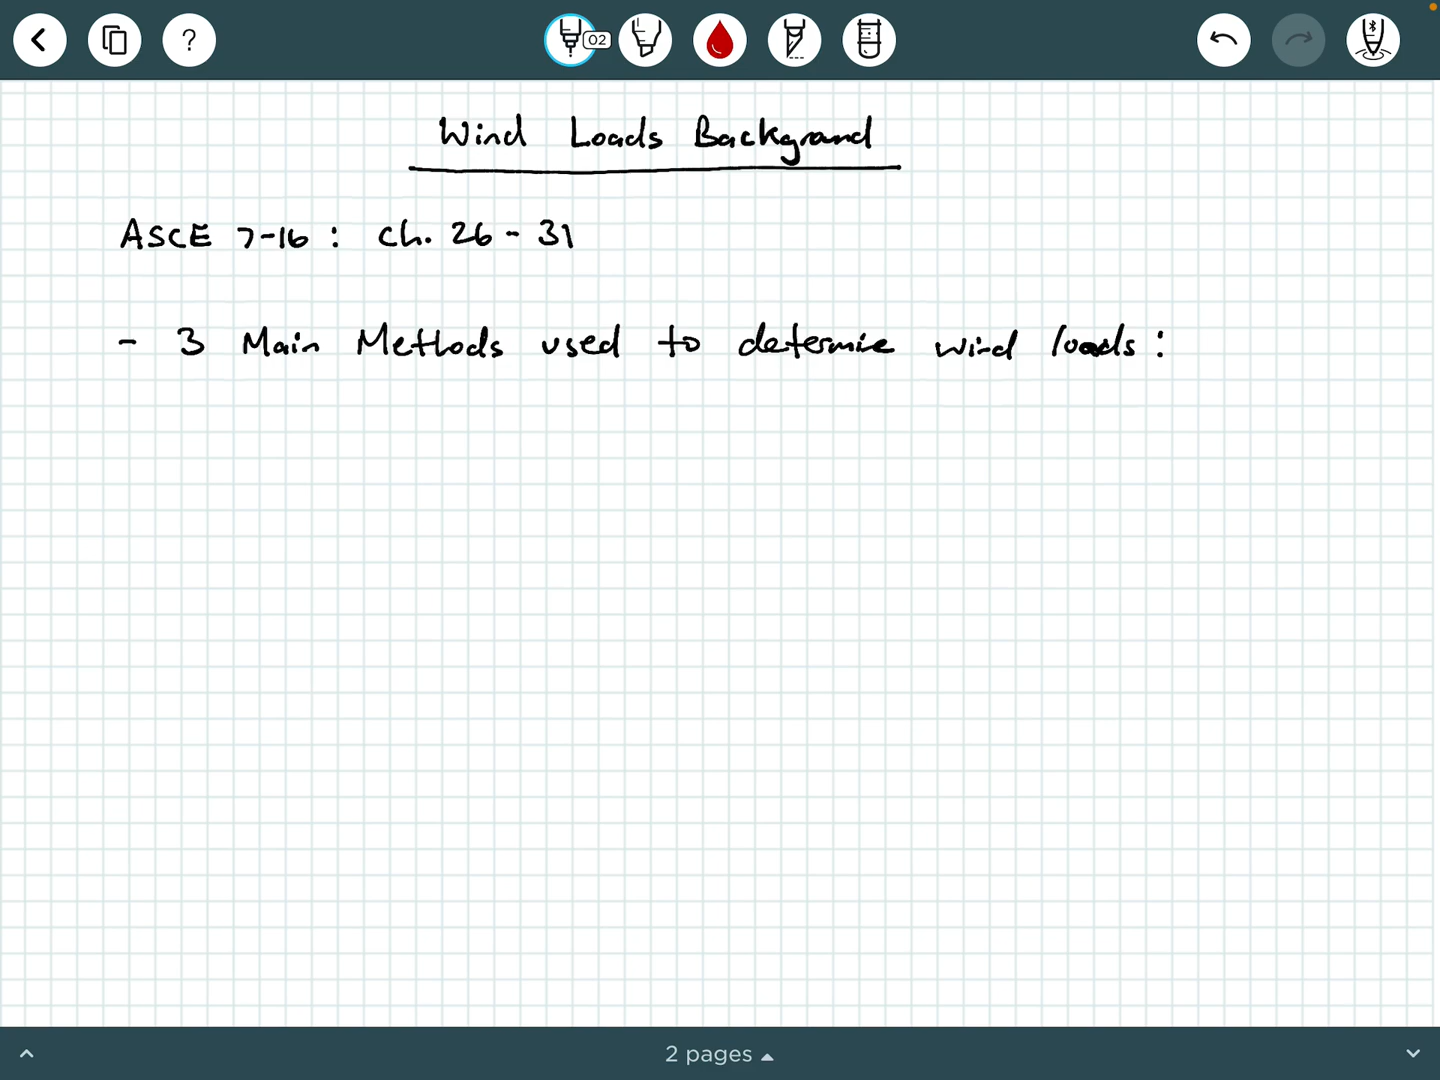 ?
02
Wind Loads Background
ASCE 7-16 : Ch. 26 - 31
- 3 Main Methods used to determine wind loads :
2 pages